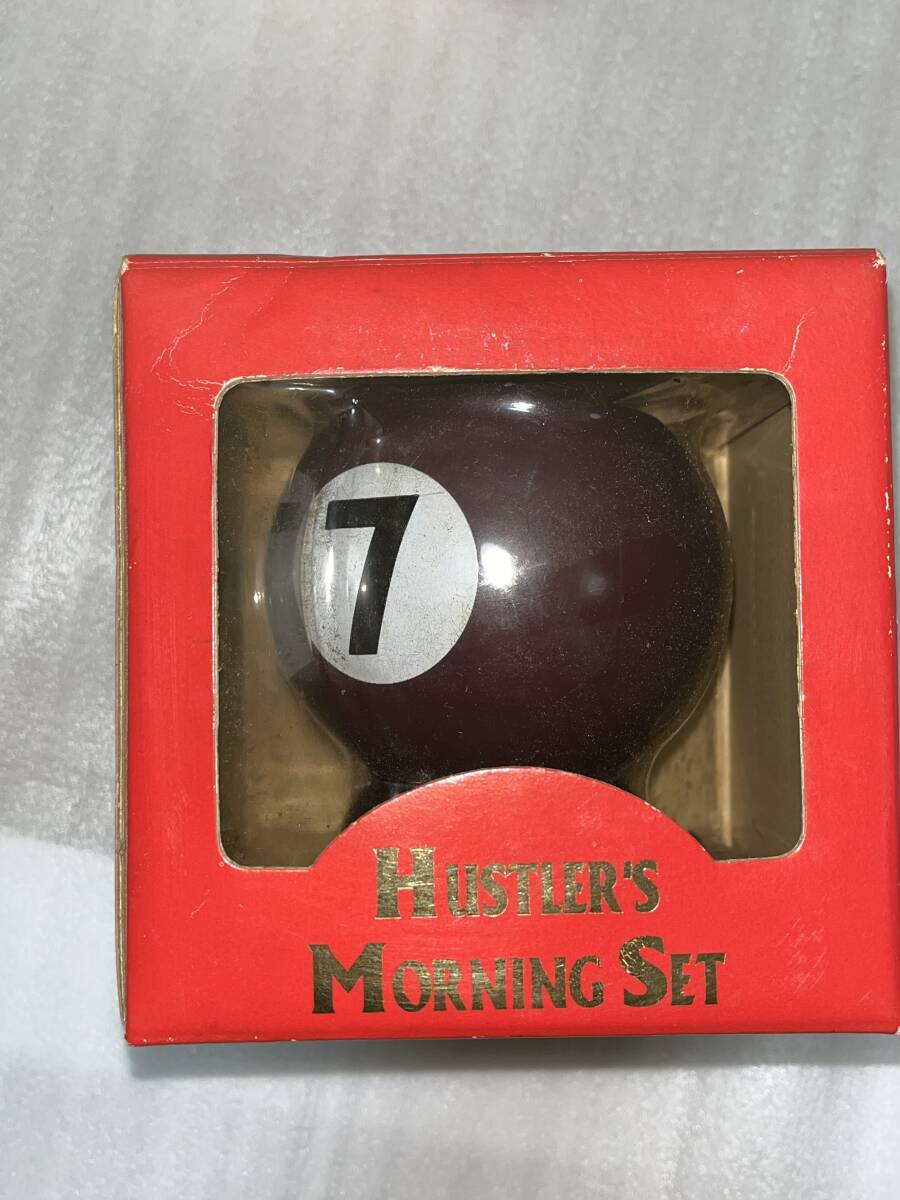 7
HUSTLER'S
MORNING SET